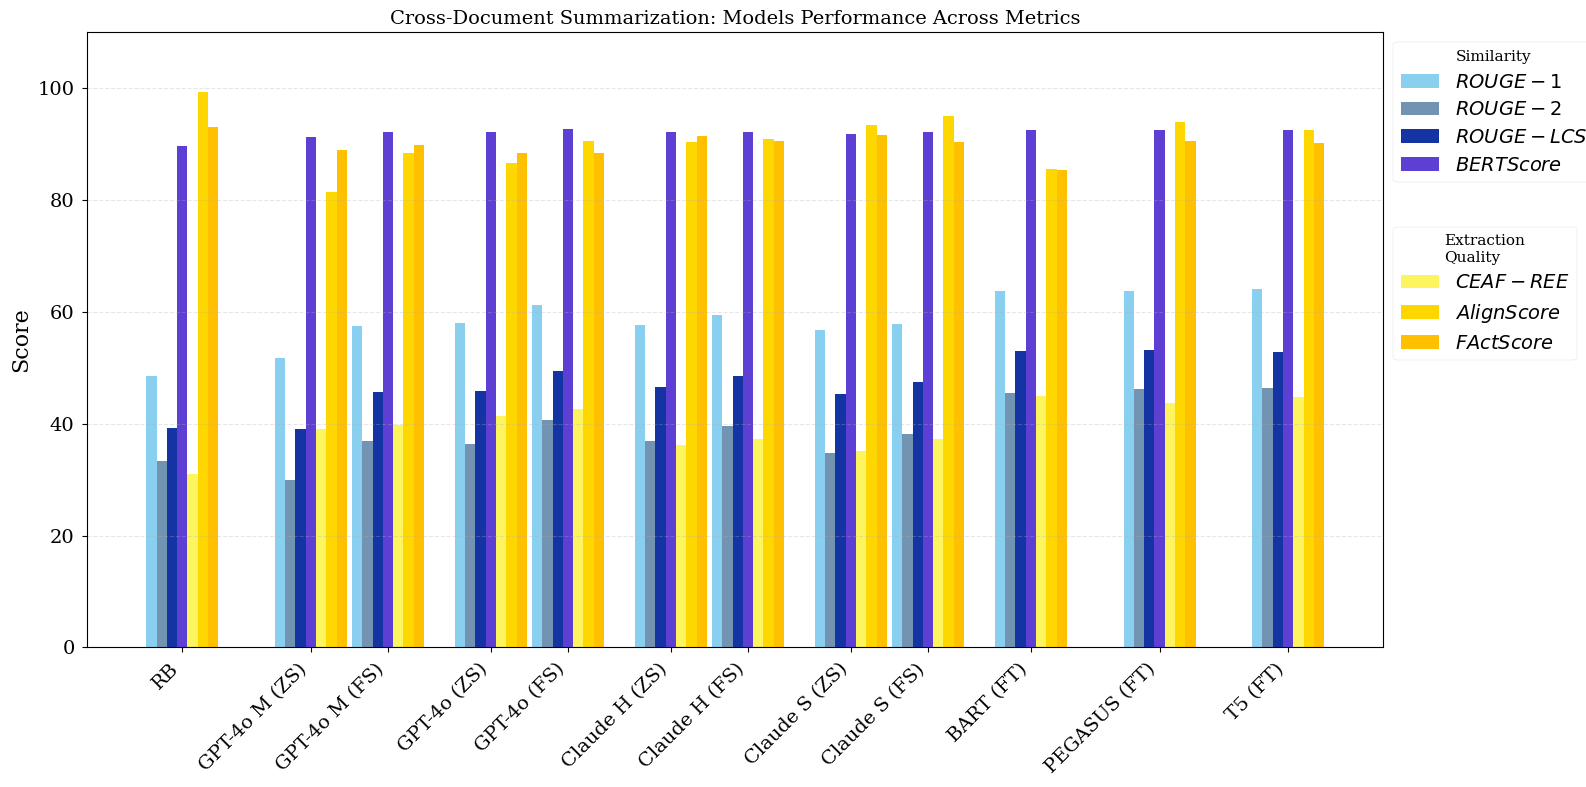 Cross-Document Summarization: Models Performance Across Metrics
Score
100
80
60
40
20
0
RB
GPT-4o M (ZS)
GPT-4o M (FS)
GPT-4o (ZS)
GPT-4o (FS)
Claude H (ZS)
Claude H (FS)
Claude S (ZS)
Claude S (FS)
BART (FT)
PEGASUS (FT)
T5 (FT)
Similarity
ROUGE − 1
ROUGE − 2
ROUGE − LCS
BERTScore
Extraction
Quality
CEAF − REE
AlignScore
FActScore